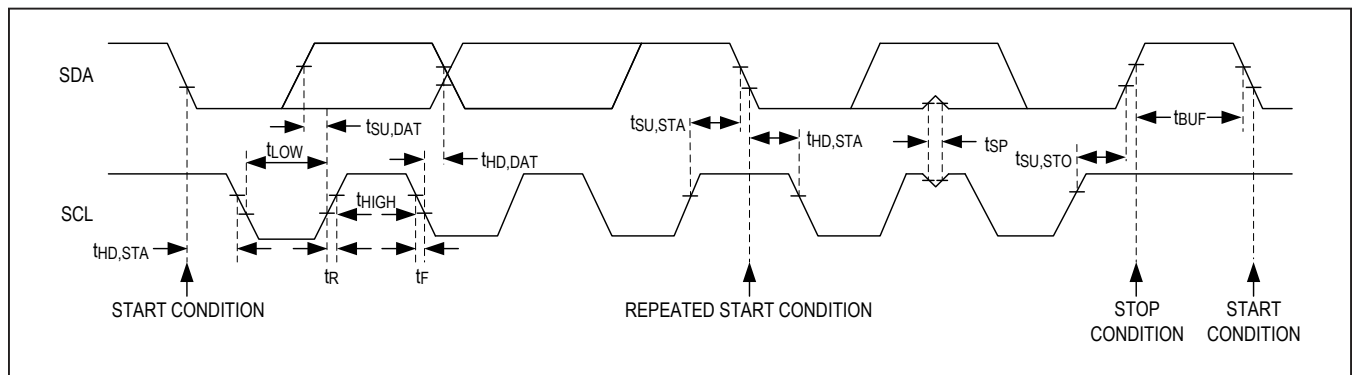 SDA
tSU,DAT
tLOW
tHD,DAT
tSU,STA
tHD,STA
tSP
tSU,STO
tBUF
SCL
tHIGH
tHD,STA
tR
tF
START CONDITION
REPEATED START CONDITION
STOP
CONDITION
START
CONDITION